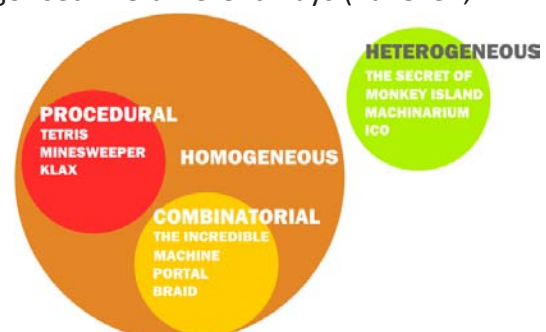 HETEROGENEOUS
THE SECRET OF
MONKEY ISLAND
MACHINARIUM
ICO
PROCEDURAL
TETRIS
MINESWEEPER
KLAX
HOMOGENEOUS
COMBINATORIAL
THE INCREDIBLE
MACHINE
PORTAL
BRAID